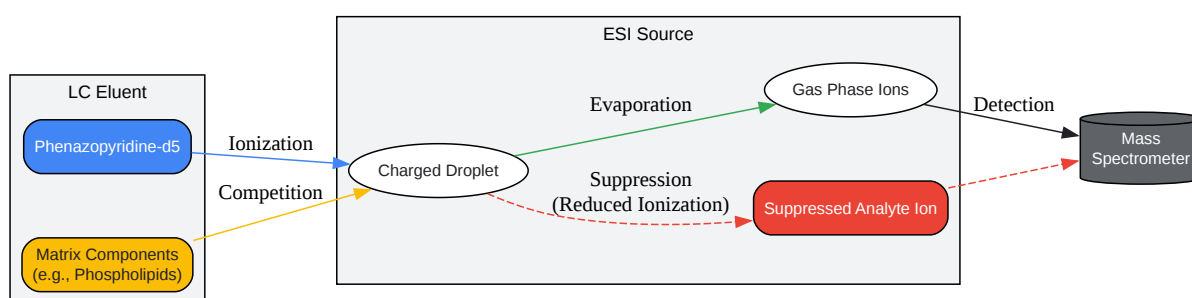 ESI Source
LC Eluent
Phenazopyridine-d5
Matrix Components
(e.g., Phospholipids)
Ionization
Competition
Charged Droplet
Evaporation
Suppression
(Reduced Ionization)
Gas Phase Ions
Suppressed Analyte Ion
Detection
Mass
Spectrometer